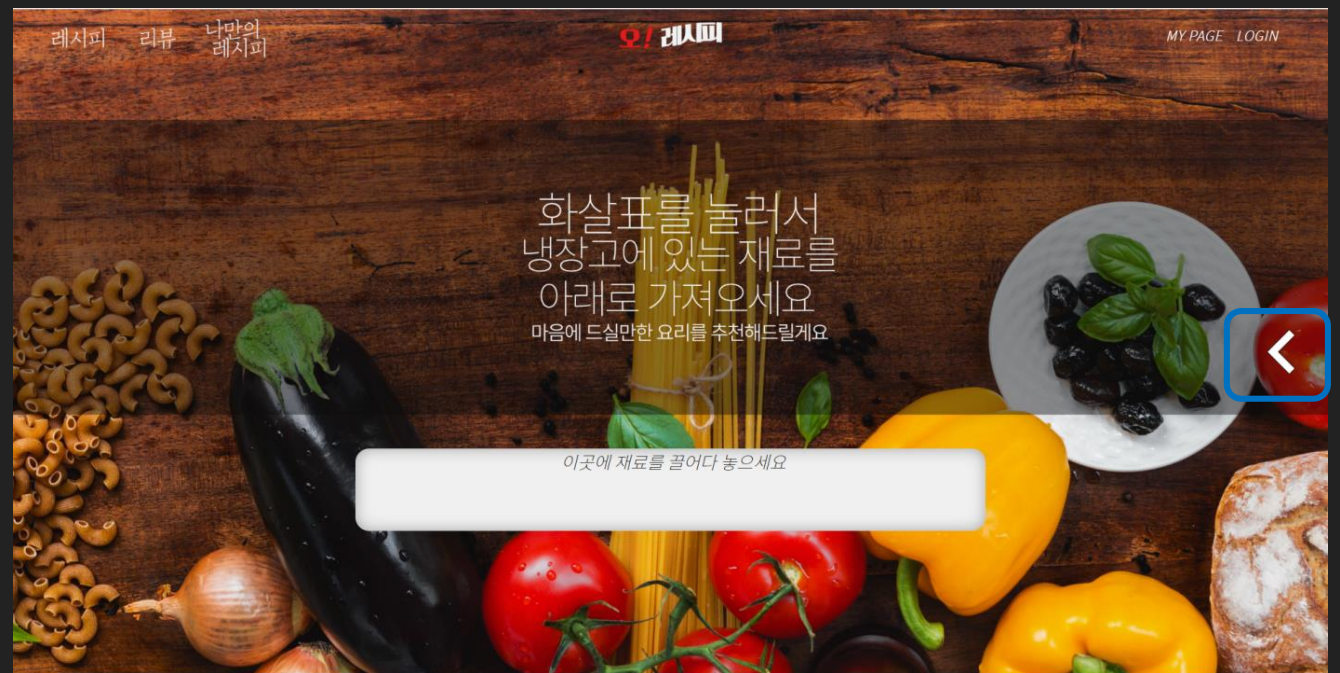 레시피
리뷰
나만의
레시피
오! 레시피
MY PAGE LOGIN
화살표를 눌러서
냉장고에 있는 재료를
아래로 가져오세요
마음에 드실만한 요리를 추천해드릴게요
이곳에 재료를 끌어다 놓으세요